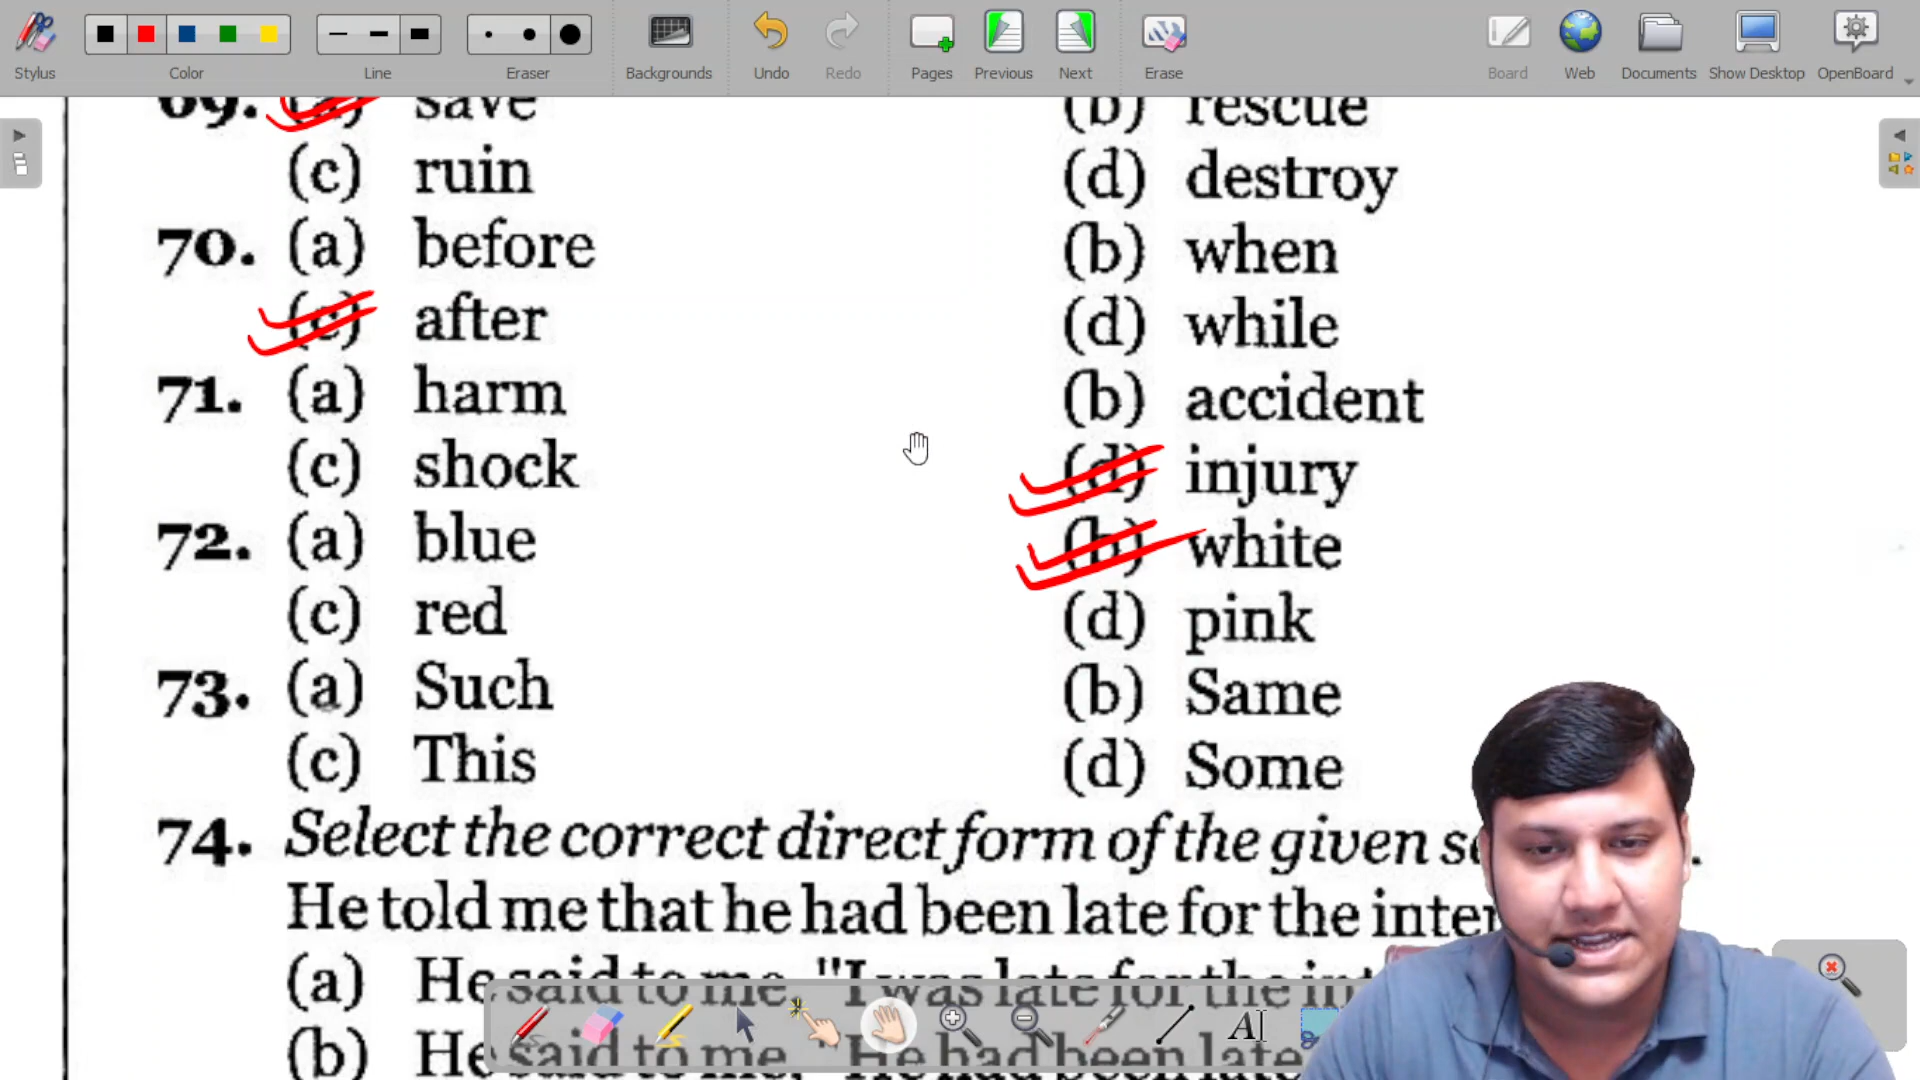 Stylus Color Line Eraser Backgrounds Undo Redo Pages Previous Next Erase Board Web Documents Show Desktop OpenBoard
69. (a) save (b) rescue
(c) ruin (d) destroy
70. (a) before (b) when
(c) after (d) while
71. (a) harm (b) accident
(c) shock (d) injury
72. (a) blue (b) white
(c) red (d) pink
73. (a) Such (b) Same
(c) This (d) Some
74. Select the correct direct form of the given
He told me that he had been late for the
(a) He said to me, "I was late for the
(b) He said to me, "He had been late